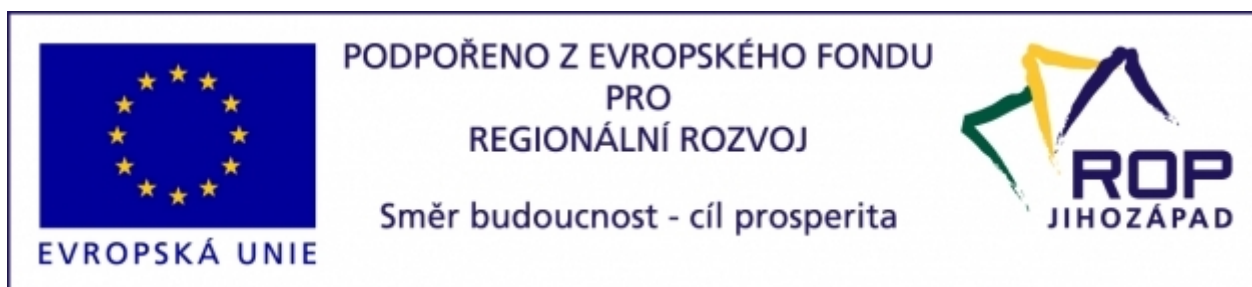 PODPOŘENO Z EVROPSKÉHO FONDU
PRO
REGIONÁLNÍ ROZVOJ
Směr budoucnost - cíl prosperita
EVROPSKÁ UNIE
ROP
JIHOZÁPAD